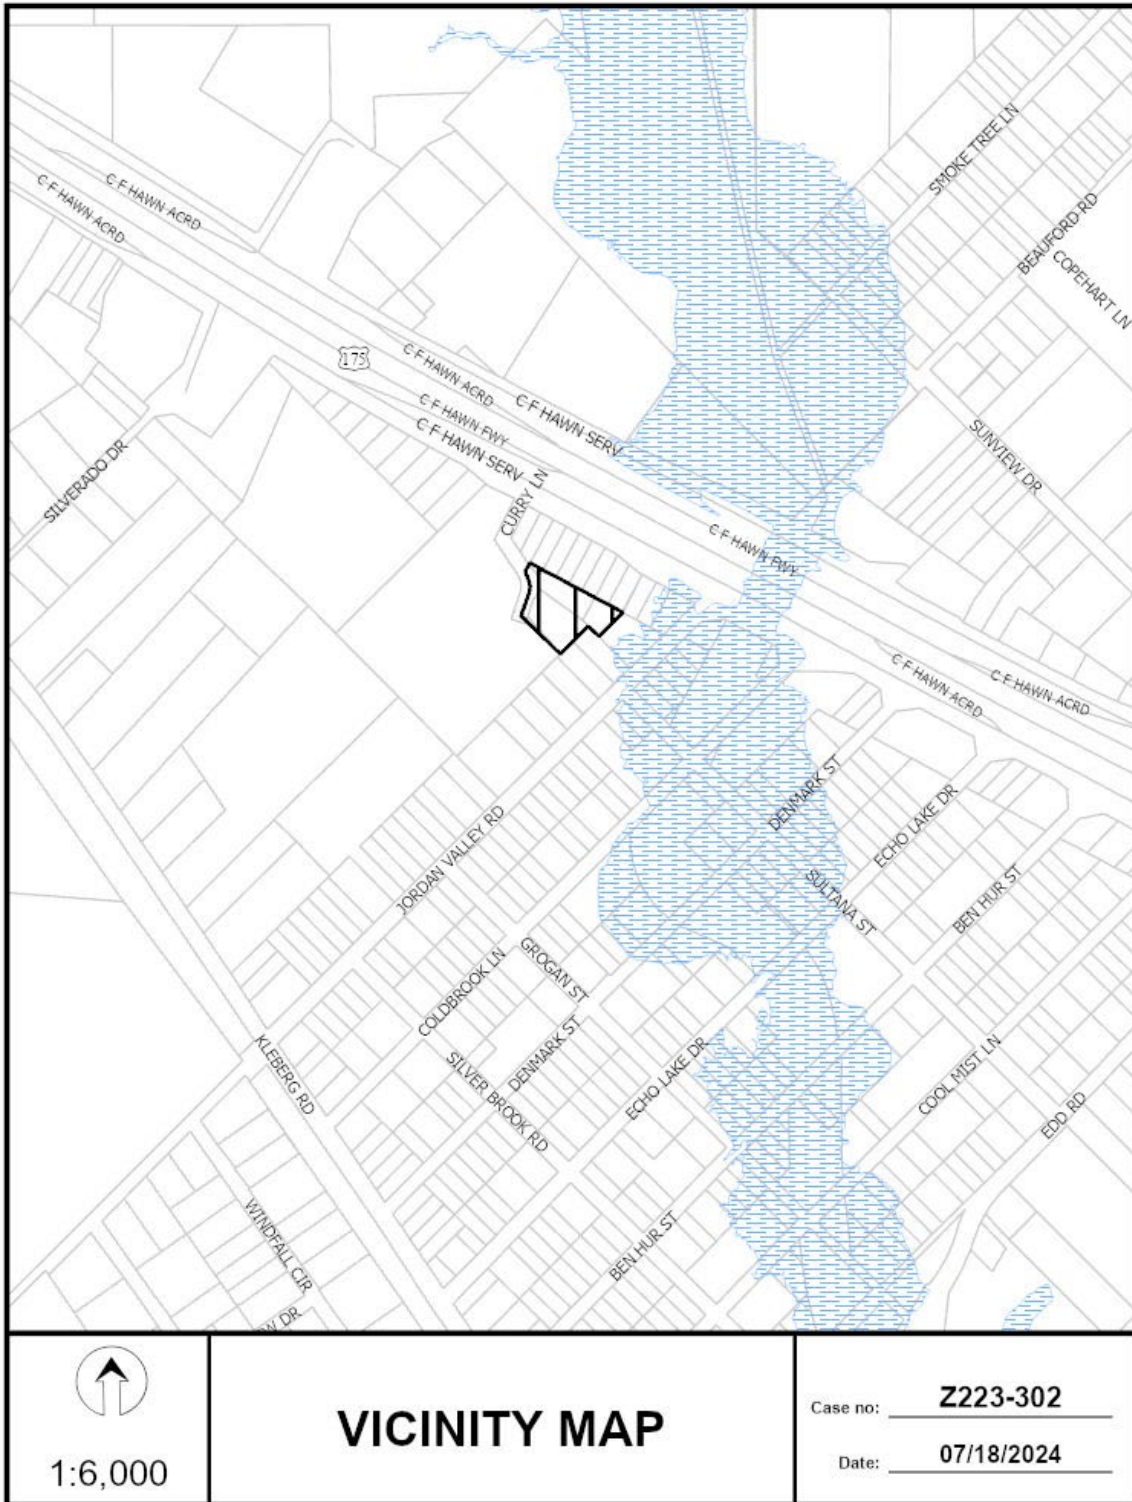 SMOKE TREE LN
C F HAWN ACRD
C F HAWN ACRD
BEAUFORD RD
COPEHART LN
175
C F HAWN ACRD
C F HAWN SERV
C F HAWN FWY
C F HAWN SERV
SUNVIEW DR
SILVERADO DR
CURRY LN
C F HAWN FWY
C F HAWN ACRD
C F HAWN ACRD
DENMARK ST
ECHO LAKE DR
JORDAN VALLEY RD
SULTANA ST
BEN HUR ST
GROGAN ST
COLDBROOK LN
DENMARK ST
KLEBERG RD
SILVER BROOK RD
ECHO LAKE DR
COOL MIST LN
EDD RD
WINDFALL CIR
BEN HUR ST
DR
1:6,000
VICINITY MAP
Case no: Z223-302
Date: 07/18/2024